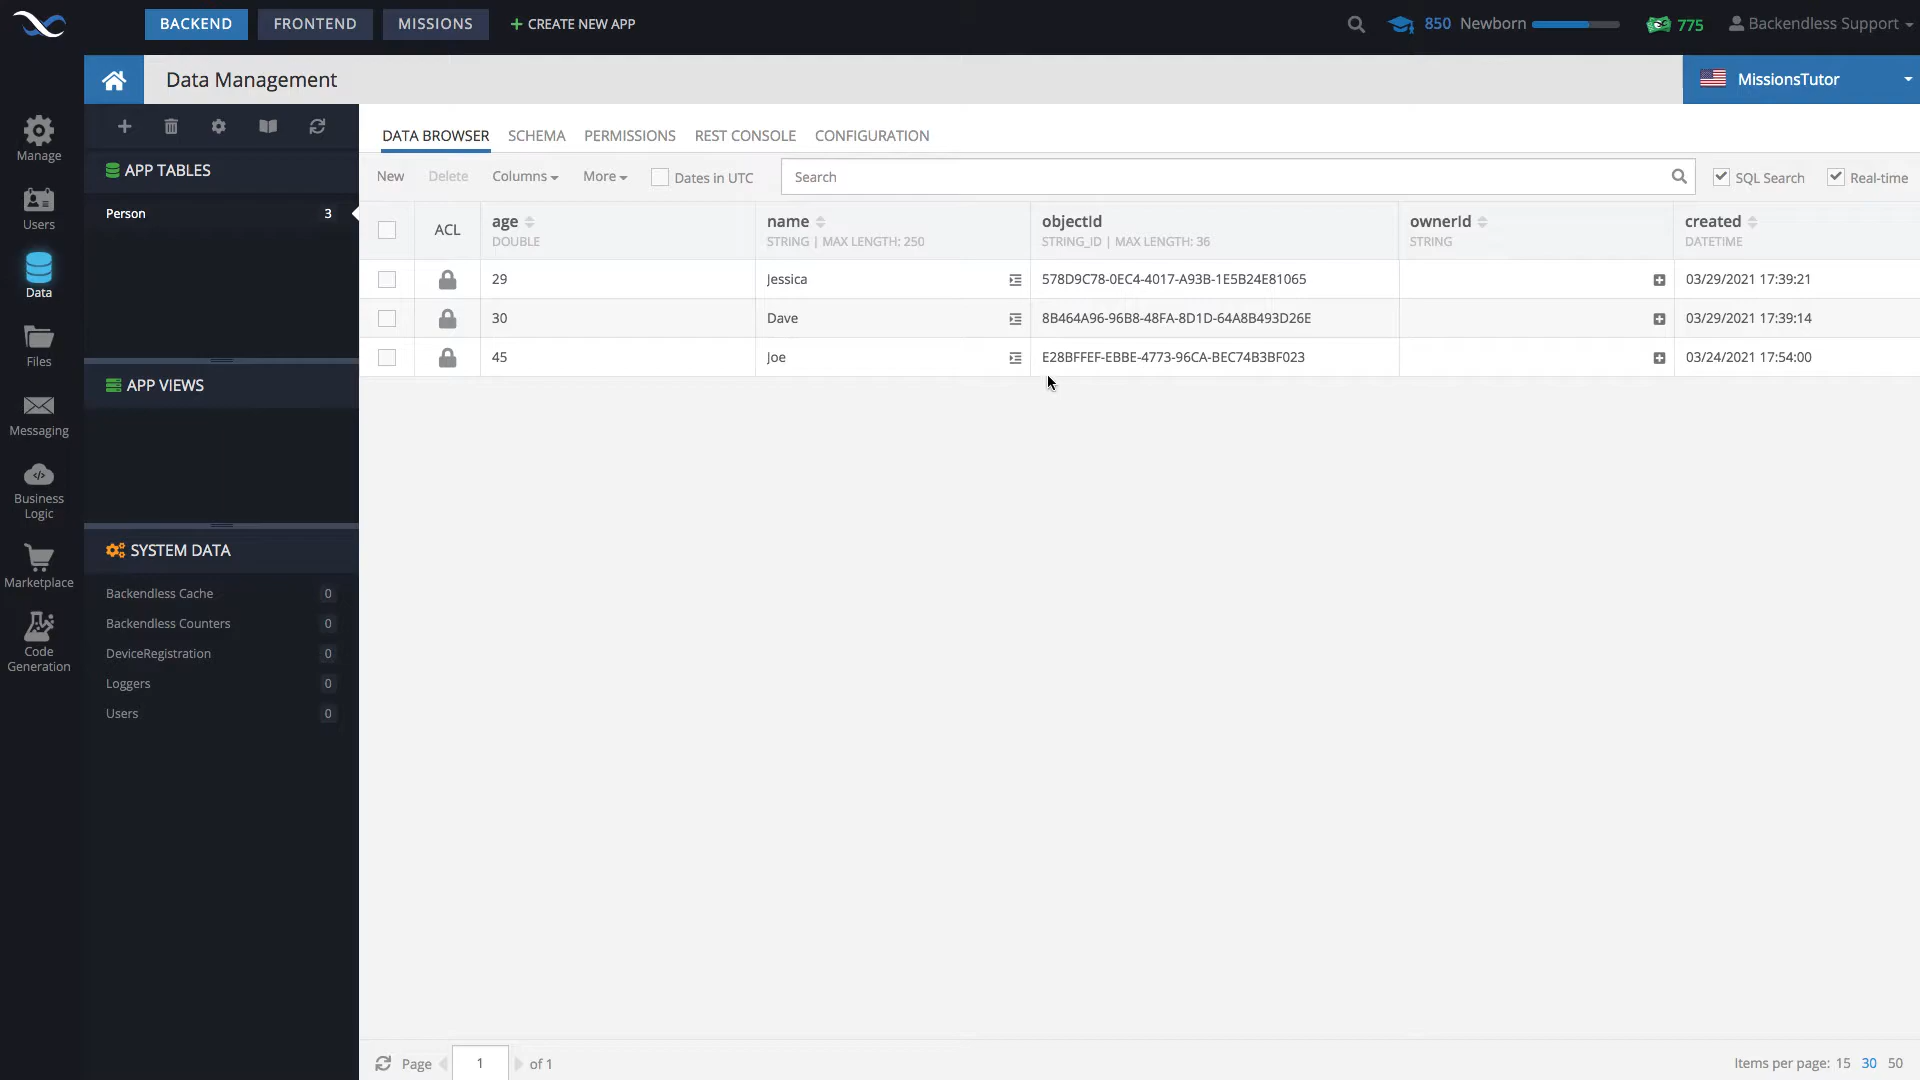 BACKEND FRONTEND MISSIONS + CREATE NEW APP 850 Newborn 775 Backendless Support
Data Management MissionsTutor
Manage
Users
Data
Files
Messaging
Business
Logic
Marketplace
Code
Generation
APP TABLES
Person 3
APP VIEWS
SYSTEM DATA
Backendless Cache 0
Backendless Counters 0
DeviceRegistration 0
Loggers 0
Users 0
DATA BROWSER SCHEMA PERMISSIONS REST CONSOLE CONFIGURATION
New Delete Columns More Dates in UTC Search SQL Search Real-time
ACL age name objectId ownerId created
DOUBLE STRING | MAX LENGTH: 250 STRING_ID | MAX LENGTH: 36 STRING DATETIME
29 Jessica 578D9C78-0EC4-4017-A93B-1E5B24E81065 03/29/2021 17:39:21
30 Dave 8B464A96-96B8-48FA-8D1D-64A8B493D26E 03/29/2021 17:39:14
45 Joe E28BFFEF-EBBE-4773-96CA-BEC74B3BF023 03/24/2021 17:54:00
Page 1 of 1 Items per page: 15 30 50